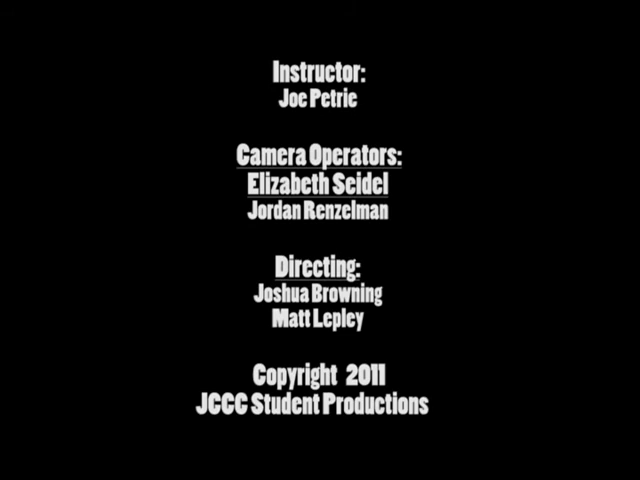 Instructor:
Joe Petrie
Camera Operators:
Elizabeth Seidel
Jordan Renzelman
Directing:
Joshua Browning
Matt Lepley
Copyright 2011
JCCC Student Productions